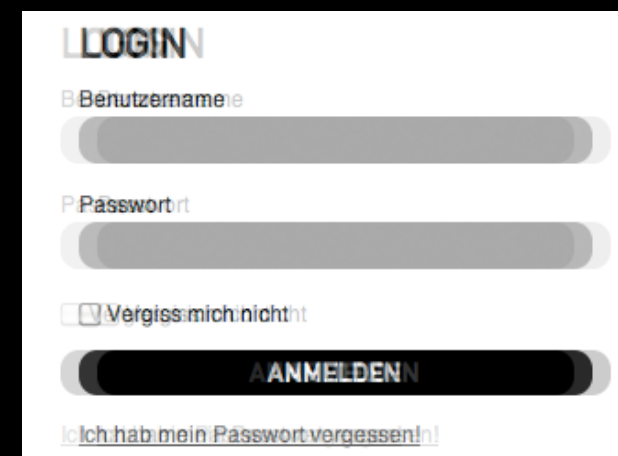 LOGIN
Benutzername
Passwort
Vergiss mich nicht
ANMELDEN
Ich hab mein Passwort vergessen!